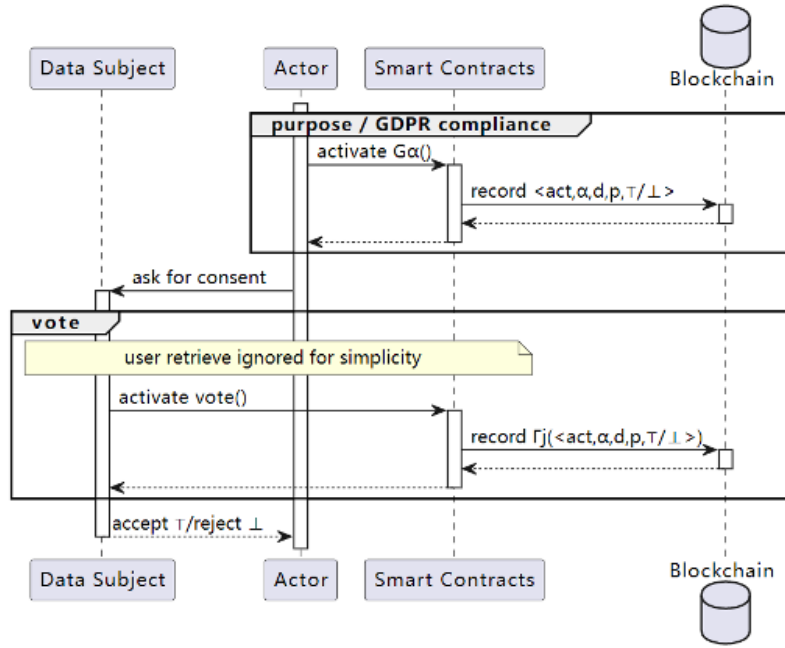 Data Subject
Actor
Smart Contracts
Blockchain
purpose / GDPR compliance
activate Gα()
record <act,α,d,p,⊤/⊥>
ask for consent
vote
user retrieve ignored for simplicity
activate vote()
record Γj(<act,α,d,p,⊤/⊥>)
accept ⊤/reject ⊥
Data Subject
Actor
Smart Contracts
Blockchain